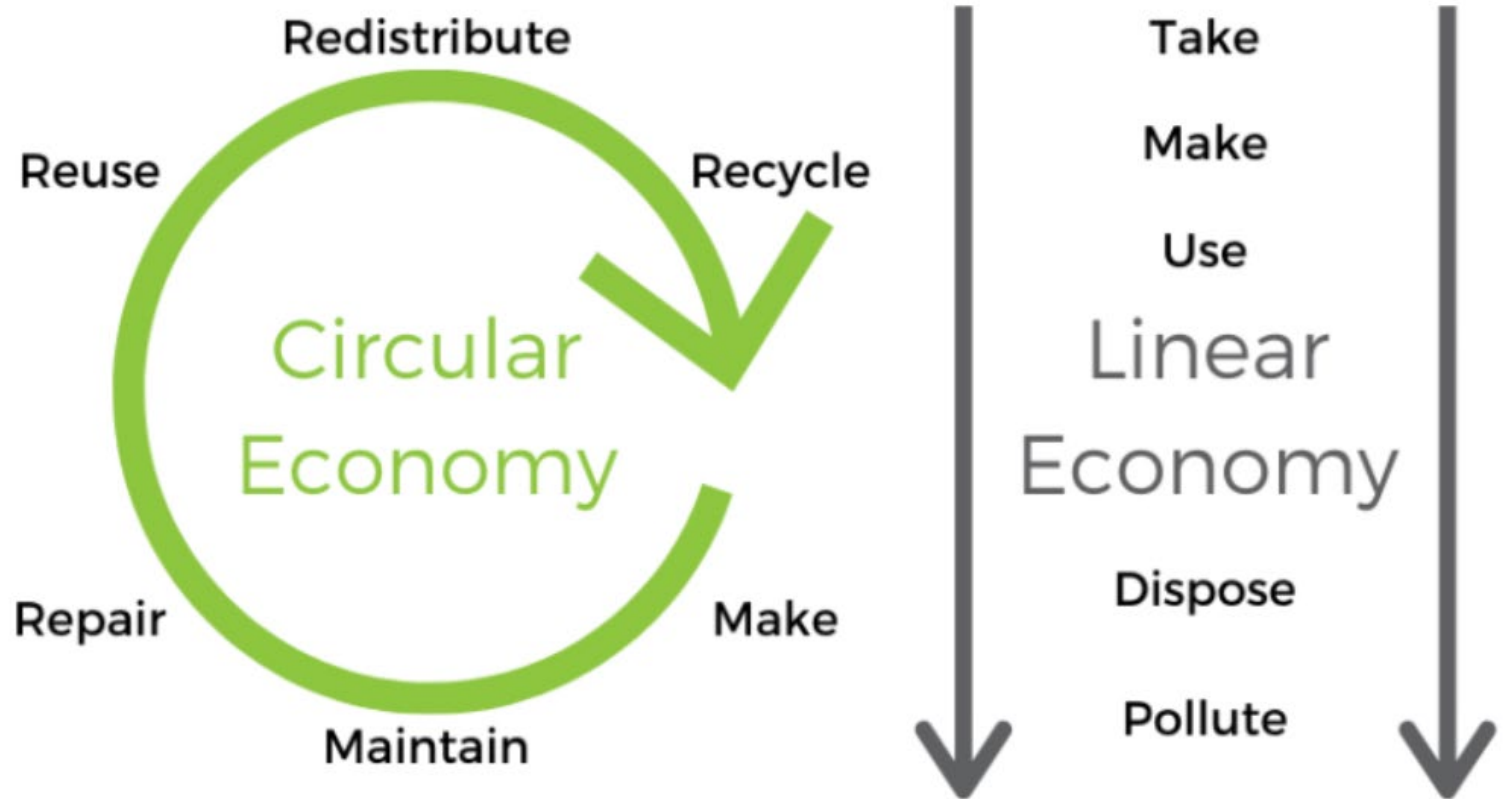 Redistribute
Reuse
Recycle
Circular
Economy
Repair
Make
Maintain
Take
Make
Use
Linear
Economy
Dispose
Pollute